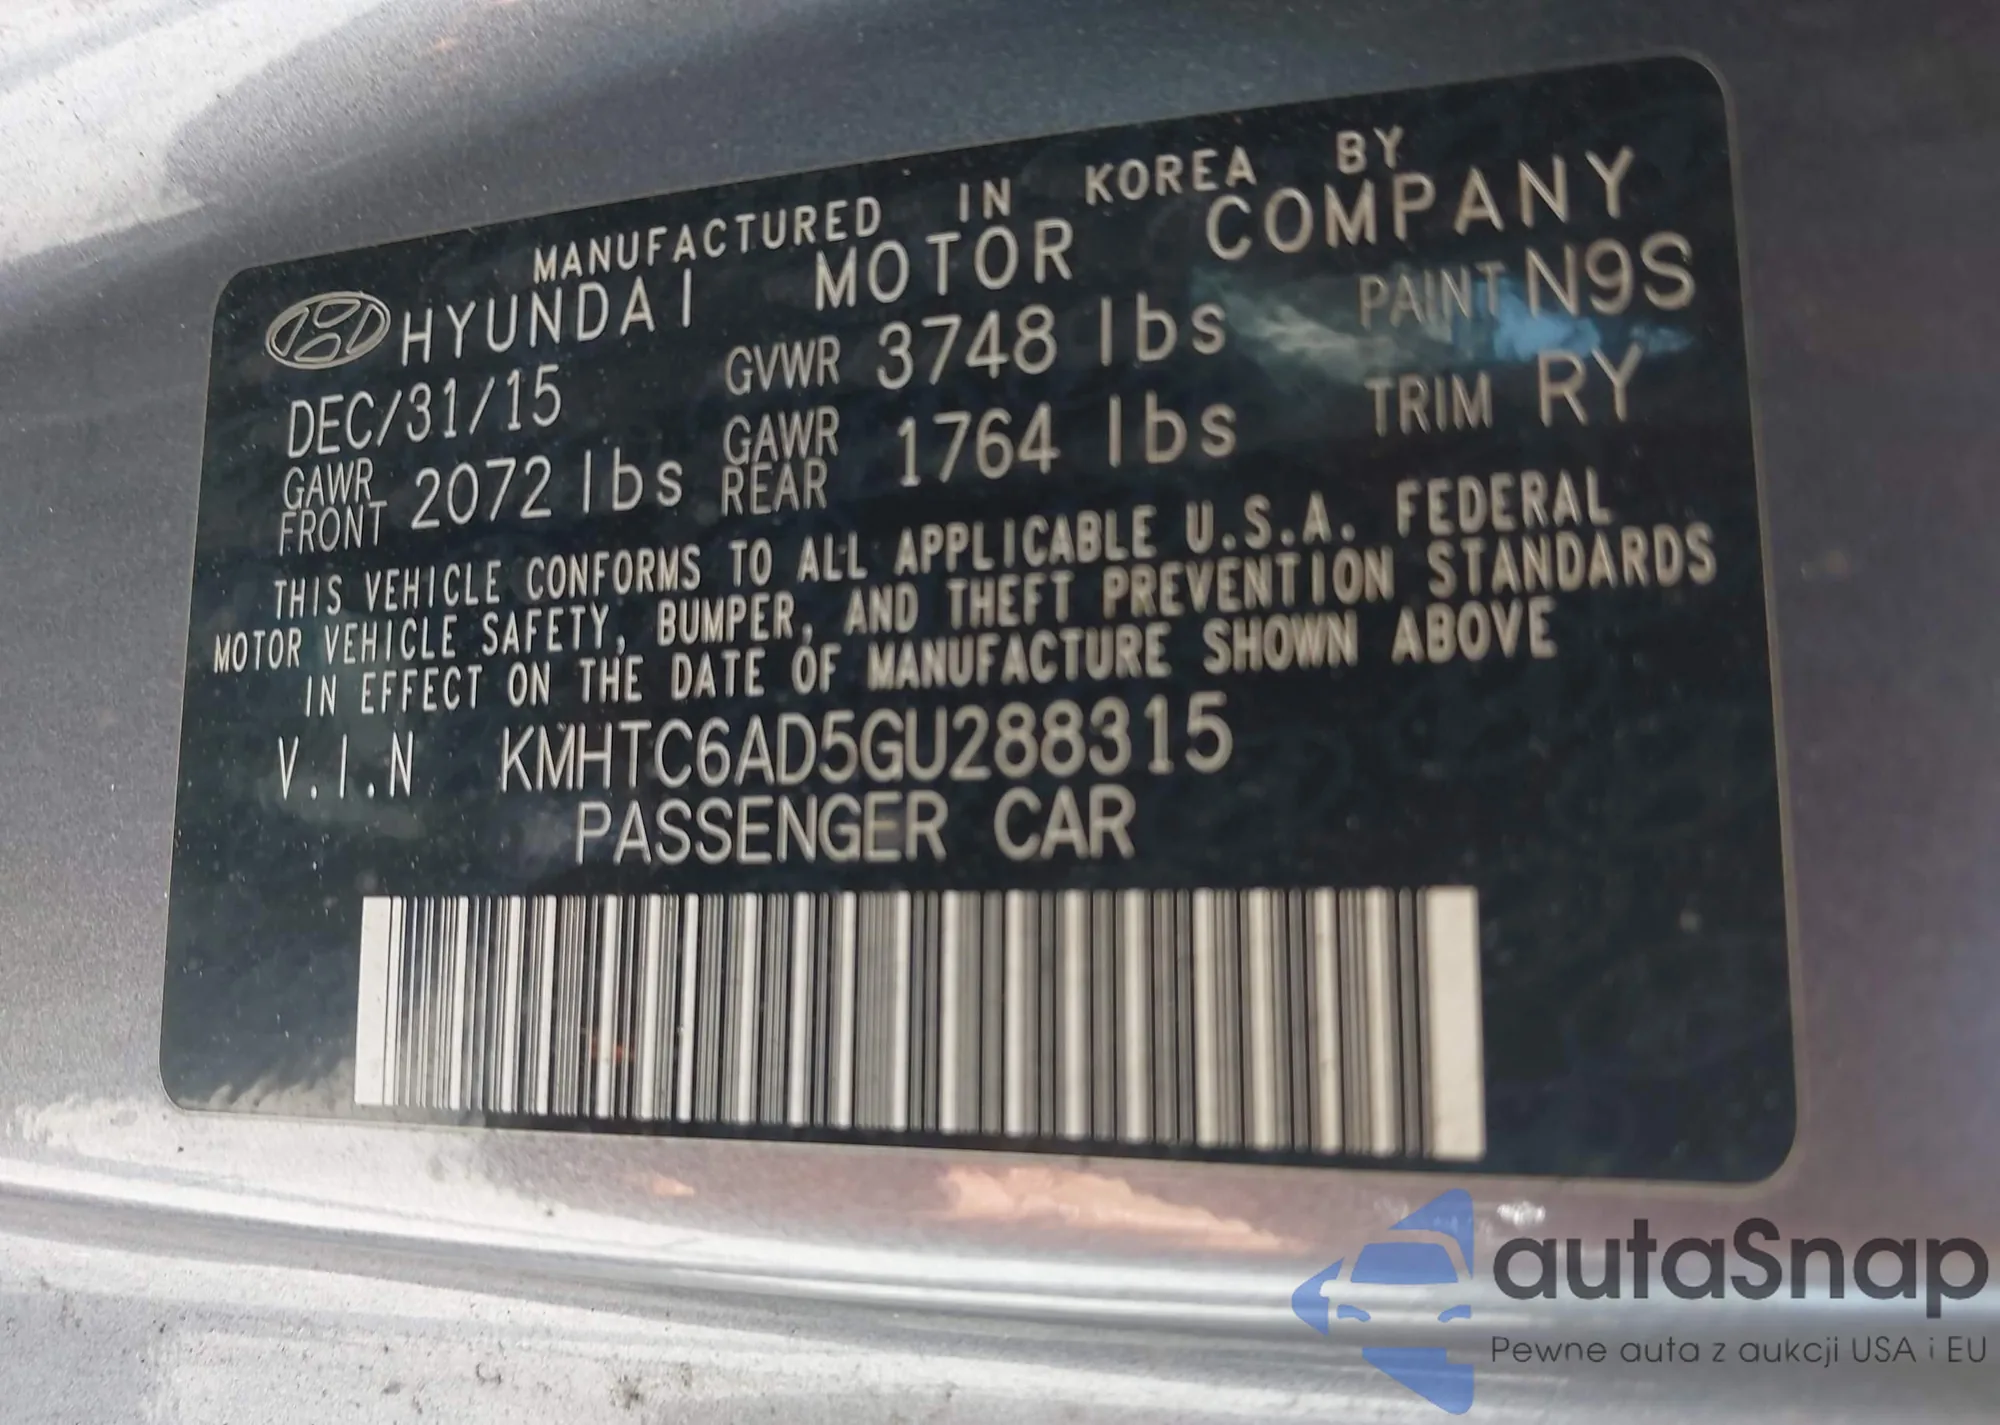 MANUFACTURED IN KOREA BY
HYUNDAI MOTOR COMPANY
DEC/31/15 GVWR 3748 lbs PAINT N9S
GAWR FRONT 2072 lbs GAWR REAR 1764 lbs TRIM RY
THIS VEHICLE CONFORMS TO ALL APPLICABLE U.S.A. FEDERAL
MOTOR VEHICLE SAFETY, BUMPER, AND THEFT PREVENTION STANDARDS
IN EFFECT ON THE DATE OF MANUFACTURE SHOWN ABOVE
V.I.N KMHTC6AD5GU288315
PASSENGER CAR
autaSnap
Pewne auta z aukcji USA i EU